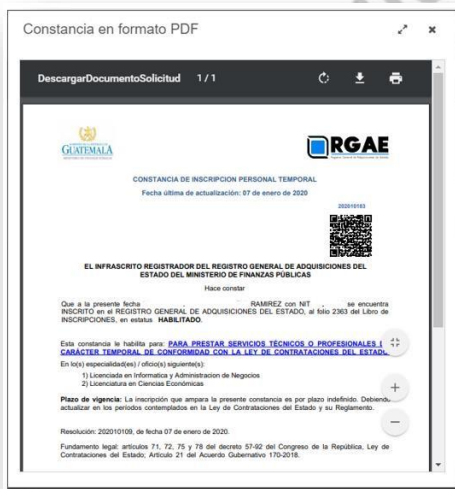 Constancia en formato PDF
DescargarDocumentoSolicitud 1 / 1
GUATEMALA
RGAE
CONSTANCIA DE INSCRIPCION PERSONAL TEMPORAL
Fecha última de actualización: 07 de enero de 2020
202010103
EL INFRASCRITO REGISTRADOR DEL REGISTRO GENERAL DE ADQUISICIONES DEL
ESTADO DEL MINISTERIO DE FINANZAS PÚBLICAS
Hace constar
Que a la presente fecha , RAMIREZ con NIT , se encuentra
INSCRITO en el REGISTRO GENERAL DE ADQUISICIONES DEL ESTADO, al folio 2363 del Libro de
INSCRIPCIONES, en estatus HABILITADO.
Esta constancia le habilita para: PARA PRESTAR SERVICIOS TÉCNICOS O PROFESIONALES
CARÁCTER TEMPORAL DE CONFORMIDAD CON LA LEY DE CONTRATACIONES DEL ESTADO
En lo(s) especialidad(es) / oficio(s) siguiente(s):
1) Licenciada en Informatica y Administracion de Negocios
2) Licenciatura en Ciencias Económicas
Plazo de vigencia: La inscripción que ampara la presente constancia es por plazo indefinido. Debiendo
actualizar en los periodos contemplados en la Ley de Contrataciones del Estado y su Reglamento.
Resolución: 202010109, de fecha 07 de enero de 2020.
Fundamento legal: artículos 71, 72, 75 y 78 del decreto 57-92 del Congreso de la República, Ley de
Contrataciones del Estado; Artículo 21 del Acuerdo Gubernativo 170-2018.